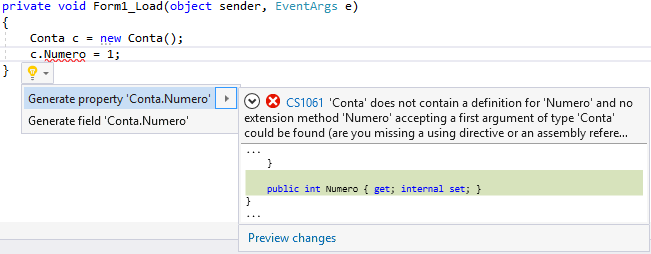 private void Form1_Load(object sender, EventArgs e)
{
Conta c = new Conta();
c.Numero = 1;
}
Generate property 'Conta.Numero'
Generate field 'Conta.Numero'
CS1061 'Conta' does not contain a definition for 'Numero' and no
extension method 'Numero' accepting a first argument of type 'Conta'
could be found (are you missing a using directive or an assembly refere...
...
}
public int Numero { get; internal set; }
}
...
Preview changes